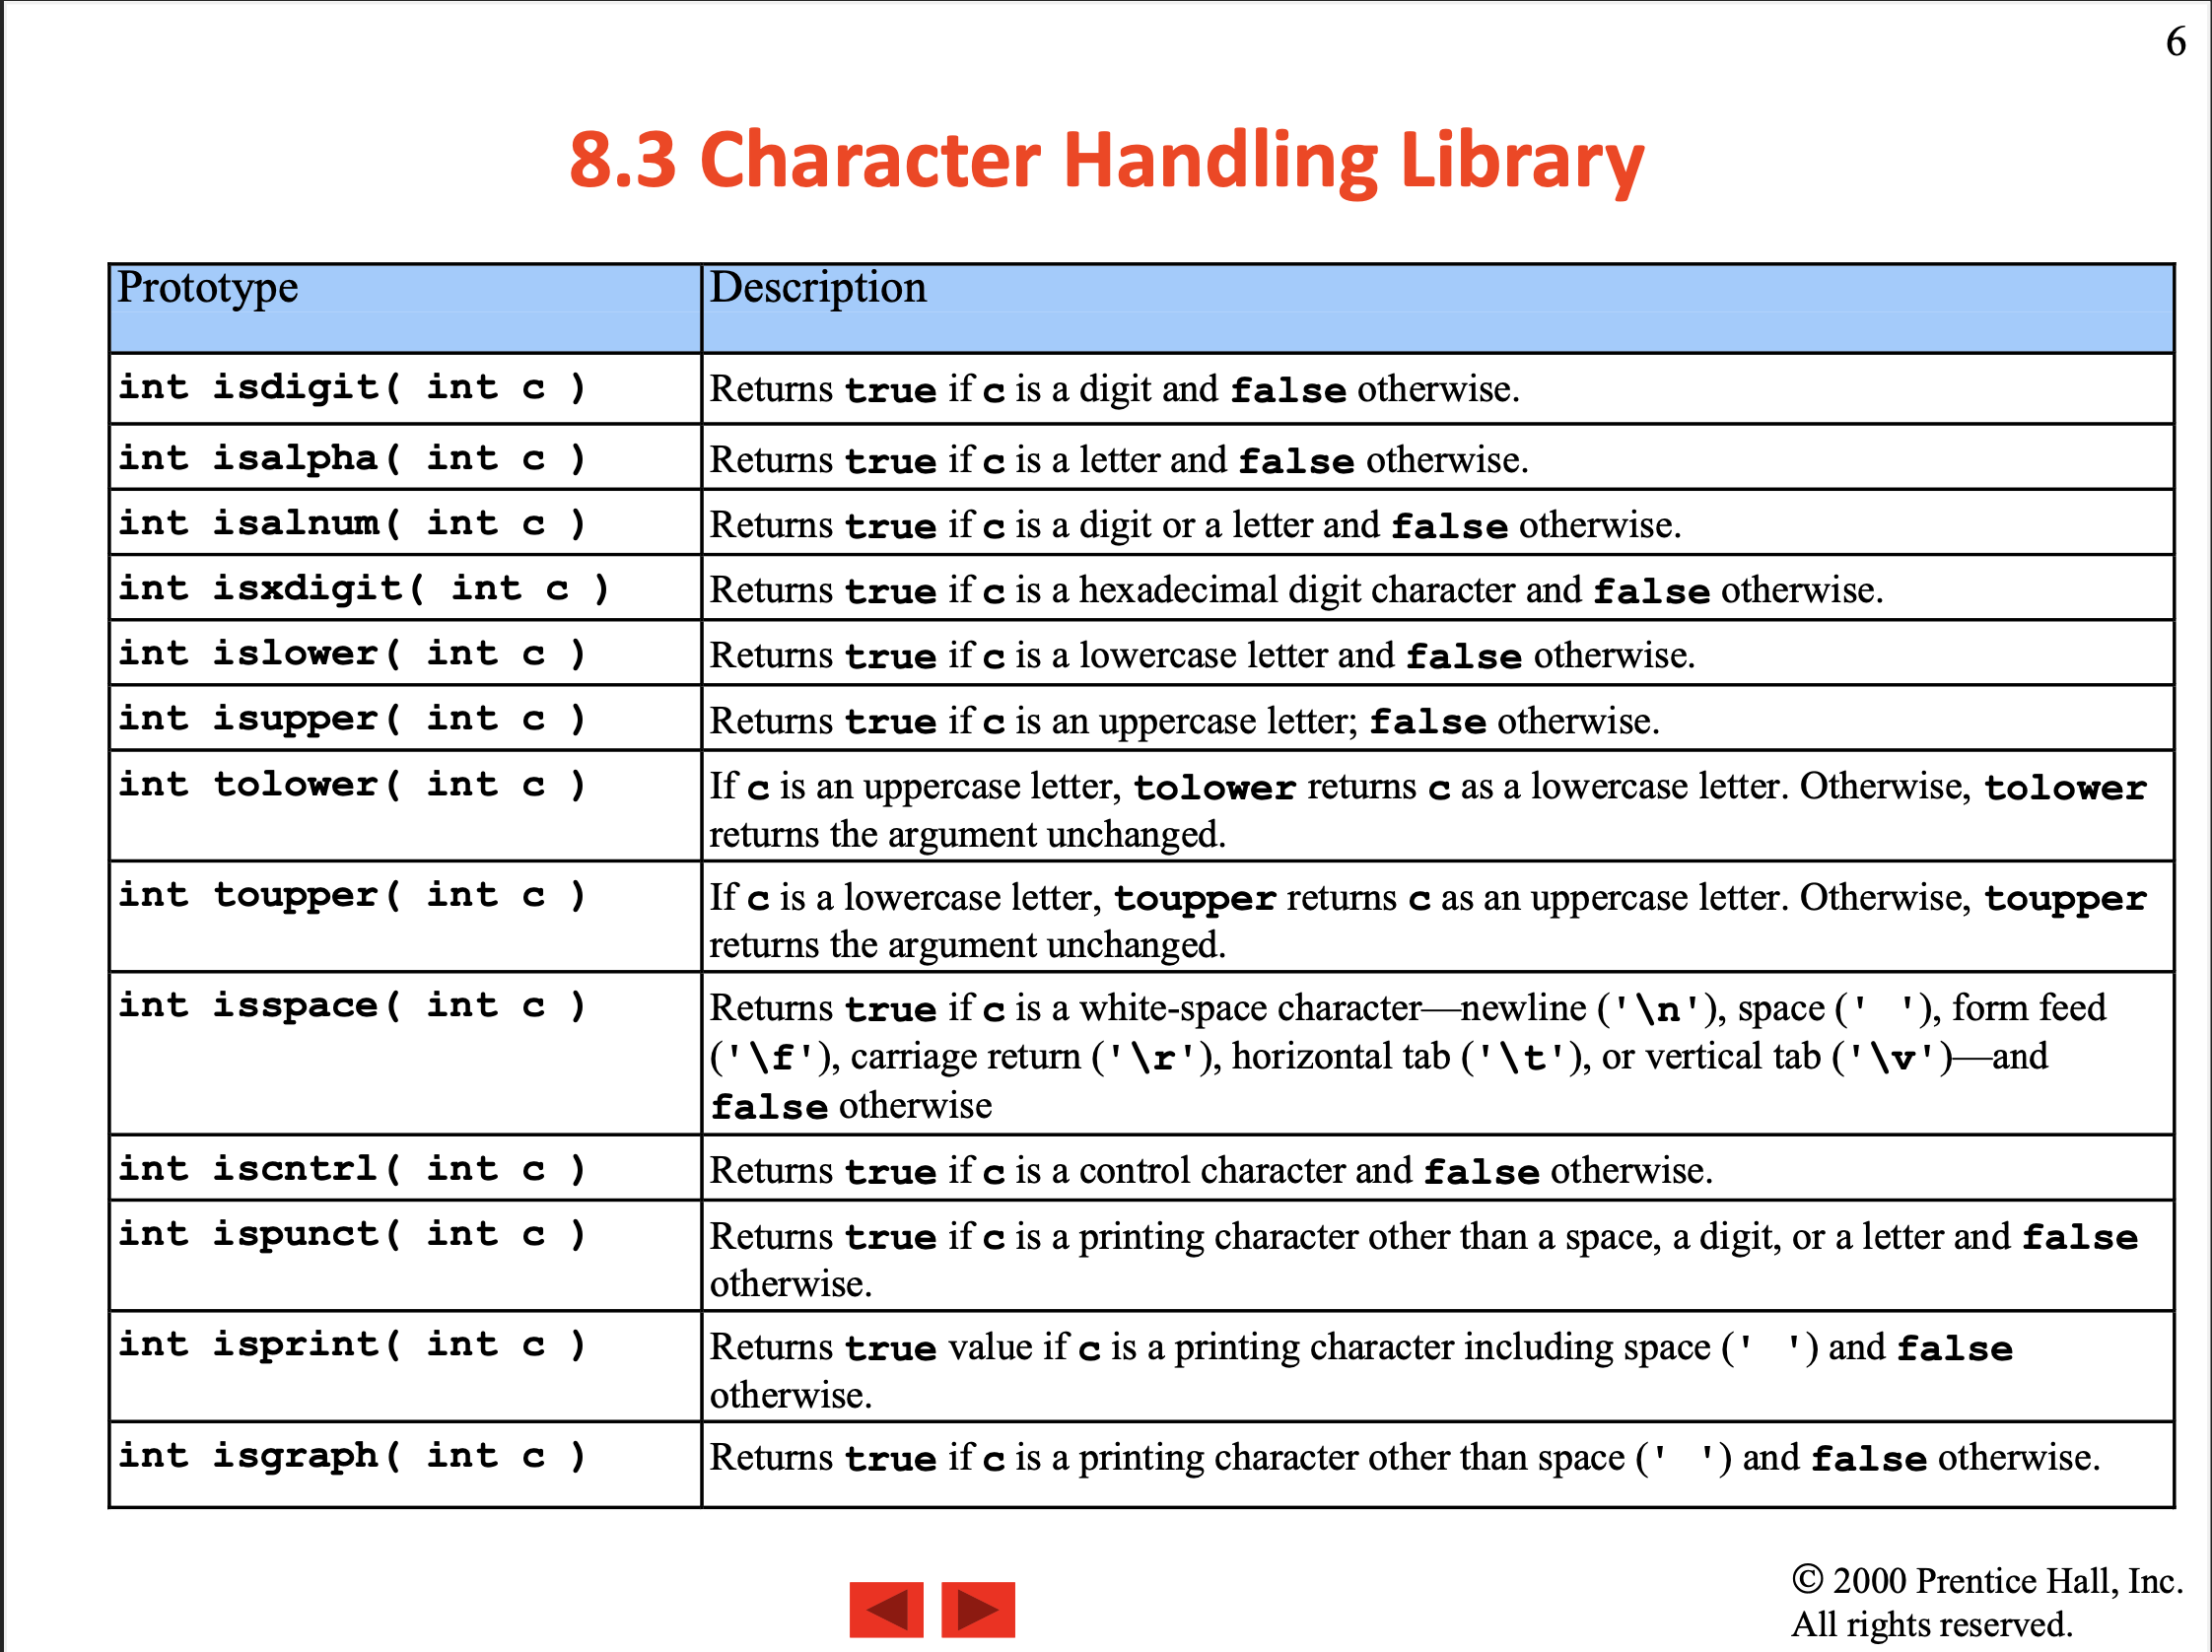 6
8.3 Character Handling Library
Prototype
Description
int isdigit( int c )
Returns true if c is a digit and false otherwise.
int isalpha( int c )
Returns true if c is a letter and false otherwise.
int isalnum( int c )
Returns true if c is a digit or a letter and false otherwise.
int isxdigit( int c )
Returns true if c is a hexadecimal digit character and false otherwise.
int islower( int c )
Returns true if c is a lowercase letter and false otherwise.
int isupper( int c )
Returns true if c is an uppercase letter; false otherwise.
int tolower( int c )
If c is an uppercase letter, tolower returns c as a lowercase letter. Otherwise, tolower
returns the argument unchanged.
int toupper( int c )
If c is a lowercase letter, toupper returns c as an uppercase letter. Otherwise, toupper
returns the argument unchanged.
int isspace( int c )
Returns true if c is a white-space character—newline ('\n'), space (' '), form feed
('\f'), carriage return ('\r'), horizontal tab ('\t'), or vertical tab ('\v')—and
false otherwise
int iscntrl( int c )
Returns true if c is a control character and false otherwise.
int ispunct( int c )
Returns true if c is a printing character other than a space, a digit, or a letter and false
otherwise.
int isprint( int c )
Returns true value if c is a printing character including space (' ') and false
otherwise.
int isgraph( int c )
Returns true if c is a printing character other than space (' ') and false otherwise.
© 2000 Prentice Hall, Inc.
All rights reserved.